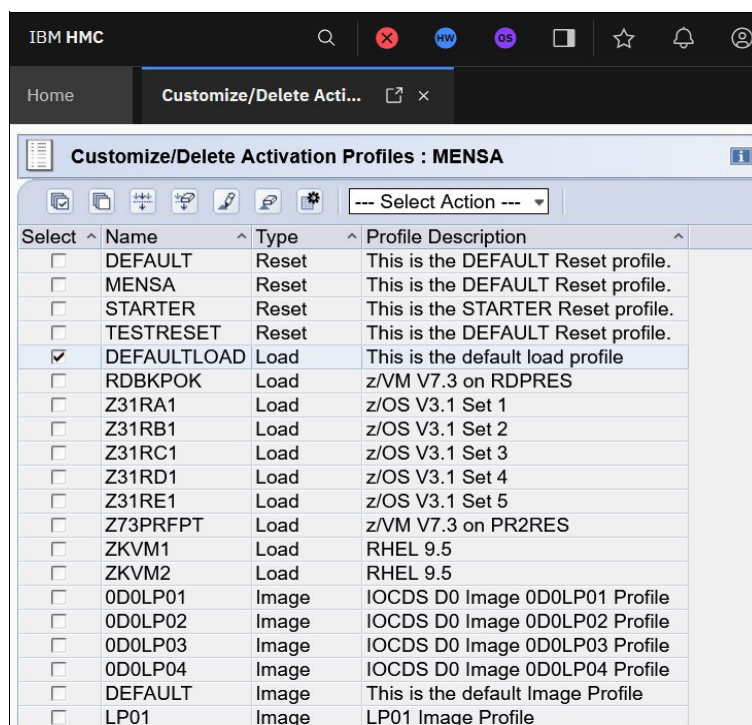 IBM HMC HW OS
Home Customize/Delete Acti...
Customize/Delete Activation Profiles : MENSA
--- Select Action ---
Select Name Type Profile Description
DEFAULT Reset This is the DEFAULT Reset profile.
MENSA Reset This is the DEFAULT Reset profile.
STARTER Reset This is the STARTER Reset profile.
TESTRESET Reset This is the DEFAULT Reset profile.
DEFAULTLOAD Load This is the default load profile
RDBKPOK Load z/VM V7.3 on RDPRES
Z31RA1 Load z/OS V3.1 Set 1
Z31RB1 Load z/OS V3.1 Set 2
Z31RC1 Load z/OS V3.1 Set 3
Z31RD1 Load z/OS V3.1 Set 4
Z31RE1 Load z/OS V3.1 Set 5
Z73PRFPT Load z/VM V7.3 on PR2RES
ZKVM1 Load RHEL 9.5
ZKVM2 Load RHEL 9.5
0D0LP01 Image IOCDS D0 Image 0D0LP01 Profile
0D0LP02 Image IOCDS D0 Image 0D0LP02 Profile
0D0LP03 Image IOCDS D0 Image 0D0LP03 Profile
0D0LP04 Image IOCDS D0 Image 0D0LP04 Profile
DEFAULT Image This is the default Image Profile
LP01 Image LP01 Image Profile